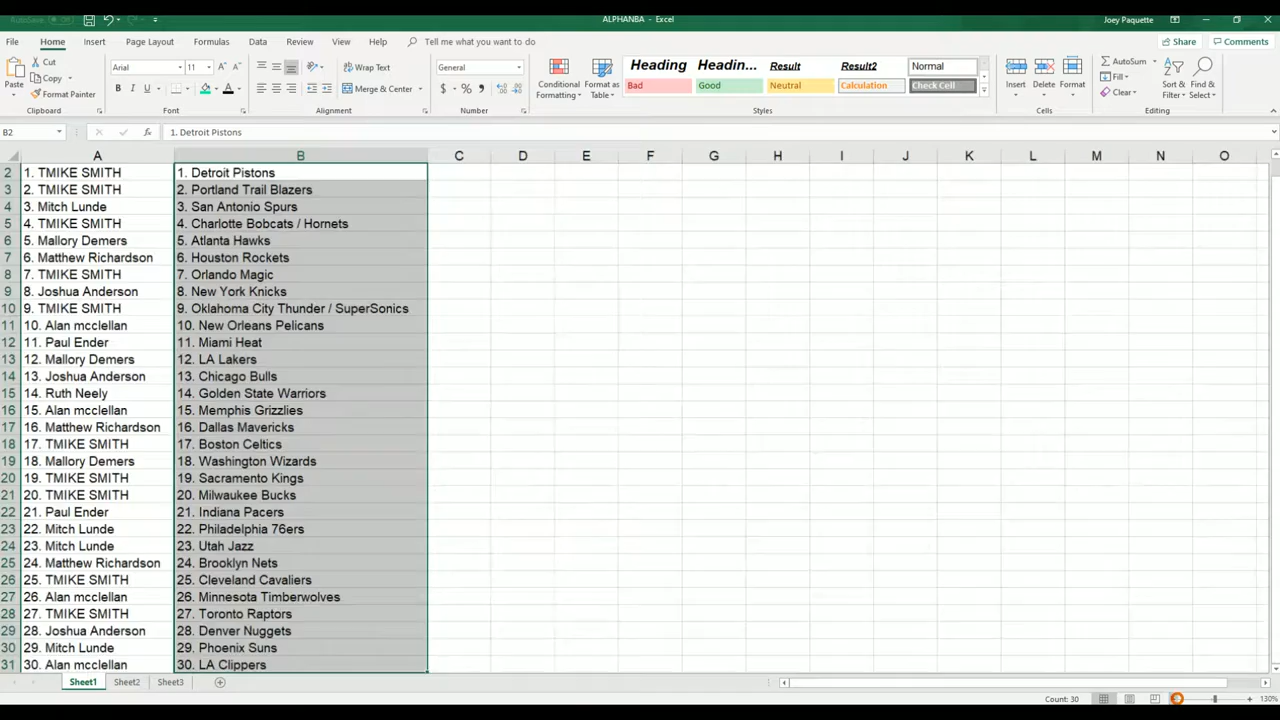 AutoSave Off
ALPHANBA - Excel
Joey Paquette
File Home Insert Page Layout Formulas Data Review View Help Tell me what you want to do
Share Comments
Paste Cut Copy Format Painter Clipboard
Arial 11 Font
Wrap Text Merge & Center Alignment
General Number
Conditional Formatting Format as Table
Heading Headin... Result Result2 Normal
Bad Good Neutral Calculation Check Cell
Styles
Insert Delete Format Cells
AutoSum Fill Clear Sort & Filter Find & Select Editing
B2 1. Detroit Pistons
A B C D E F G H I J K L M N O
2 1. TMIKE SMITH 1. Detroit Pistons
3 2. TMIKE SMITH 2. Portland Trail Blazers
4 3. Mitch Lunde 3. San Antonio Spurs
5 4. TMIKE SMITH 4. Charlotte Bobcats / Hornets
6 5. Mallory Demers 5. Atlanta Hawks
7 6. Matthew Richardson 6. Houston Rockets
8 7. TMIKE SMITH 7. Orlando Magic
9 8. Joshua Anderson 8. New York Knicks
10 9. TMIKE SMITH 9. Oklahoma City Thunder / SuperSonics
11 10. Alan mcclellan 10. New Orleans Pelicans
12 11. Paul Ender 11. Miami Heat
13 12. Mallory Demers 12. LA Lakers
14 13. Joshua Anderson 13. Chicago Bulls
15 14. Ruth Neely 14. Golden State Warriors
16 15. Alan mcclellan 15. Memphis Grizzlies
17 16. Matthew Richardson 16. Dallas Mavericks
18 17. TMIKE SMITH 17. Boston Celtics
19 18. Mallory Demers 18. Washington Wizards
20 19. TMIKE SMITH 19. Sacramento Kings
21 20. TMIKE SMITH 20. Milwaukee Bucks
22 21. Paul Ender 21. Indiana Pacers
23 22. Mitch Lunde 22. Philadelphia 76ers
24 23. Mitch Lunde 23. Utah Jazz
25 24. Matthew Richardson 24. Brooklyn Nets
26 25. TMIKE SMITH 25. Cleveland Cavaliers
27 26. Alan mcclellan 26. Minnesota Timberwolves
28 27. TMIKE SMITH 27. Toronto Raptors
29 28. Joshua Anderson 28. Denver Nuggets
30 29. Mitch Lunde 29. Phoenix Suns
31 30. Alan mcclellan 30. LA Clippers
Sheet1 Sheet2 Sheet3
Count: 30 130%